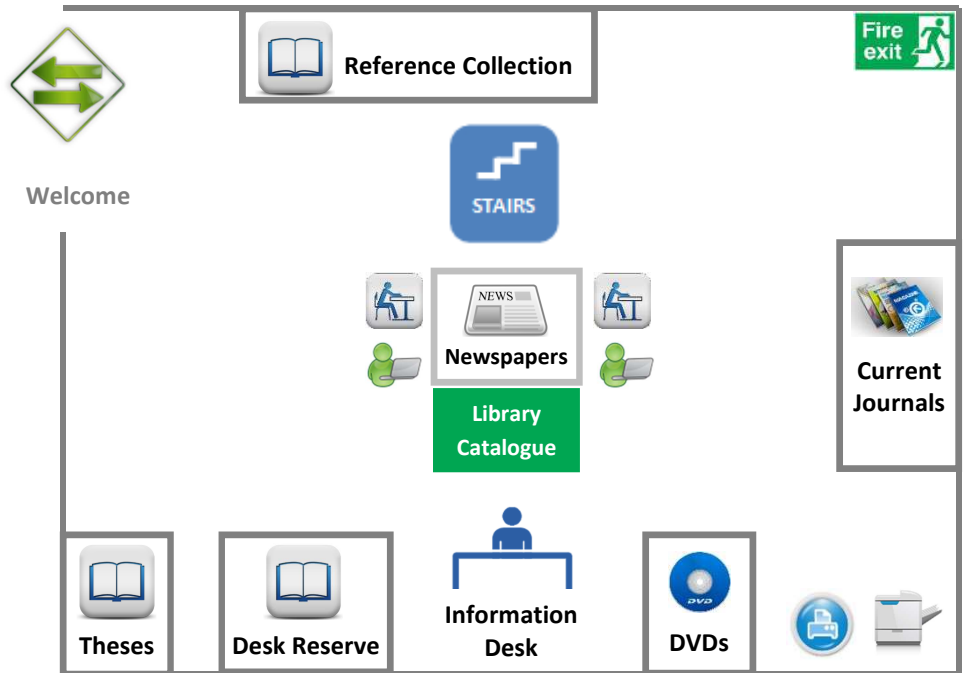 Reference Collection
Fire
exit
Welcome
STAIRS
NEWS
Newspapers
Library
Catalogue
Current
Journals
Theses
Desk Reserve
Information
Desk
DVD
DVDs